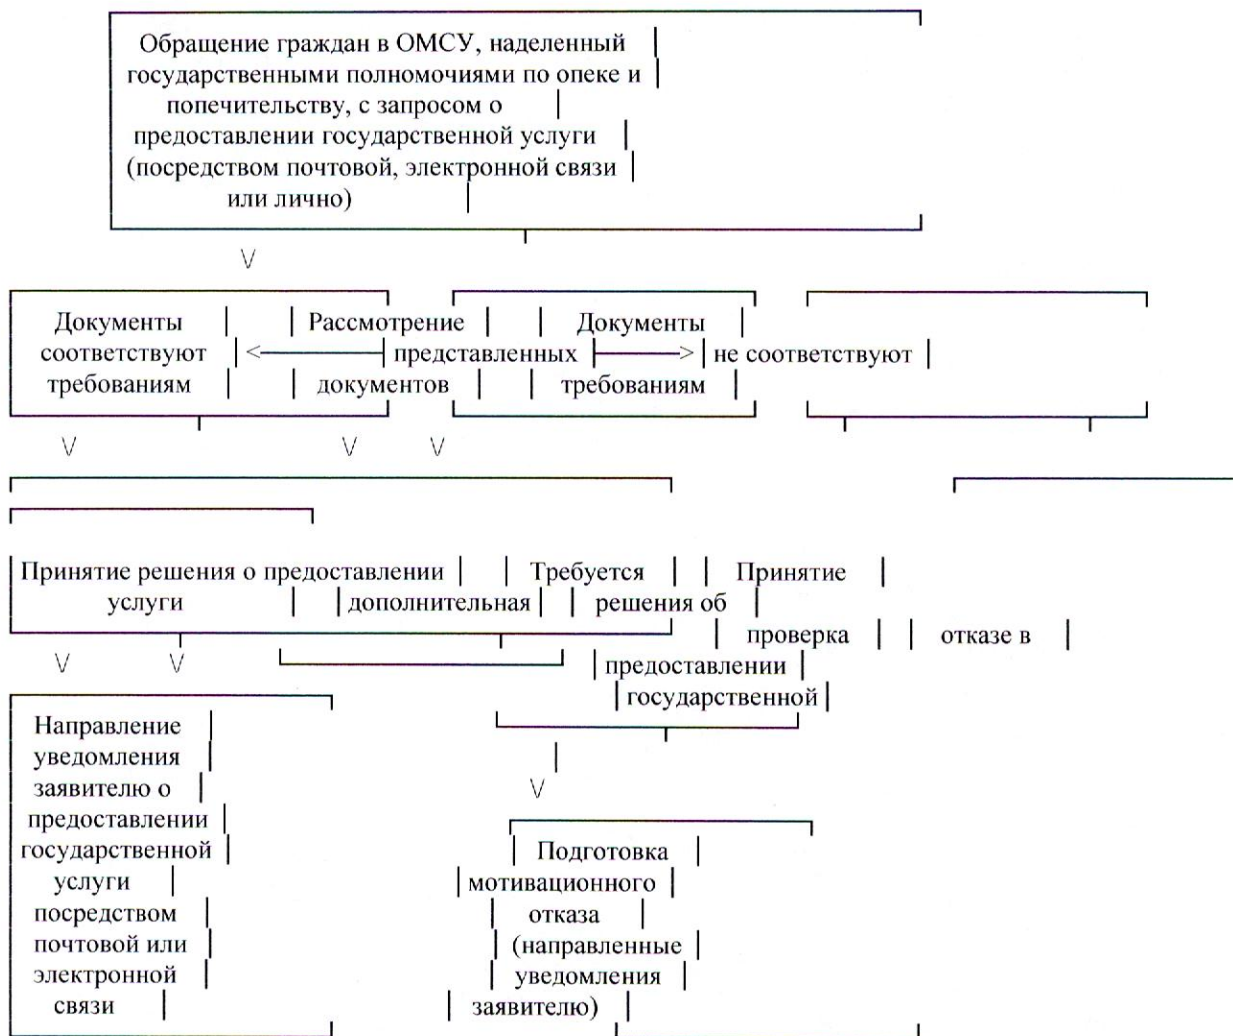 Обращение граждан в ОМСУ, наделенный
государственными полномочиями по опеке и
попечительству, с запросом о
предоставлении государственной услуги
(посредством почтовой, электронной связи
или лично)
Документы Рассмотрение Документы
соответствуют <представленных> не соответствуют
требованиям документов требованиям
Принятие решения о предоставлении Требуется Принятие
услуги дополнительная решения об
проверка отказе в
предоставлении
государственной
Направление
уведомления
заявителю о
предоставлении
государственной
услуги
посредством
почтовой или
электронной
связи
Подготовка
мотивационного
отказа
(направленные
уведомления
заявителю)